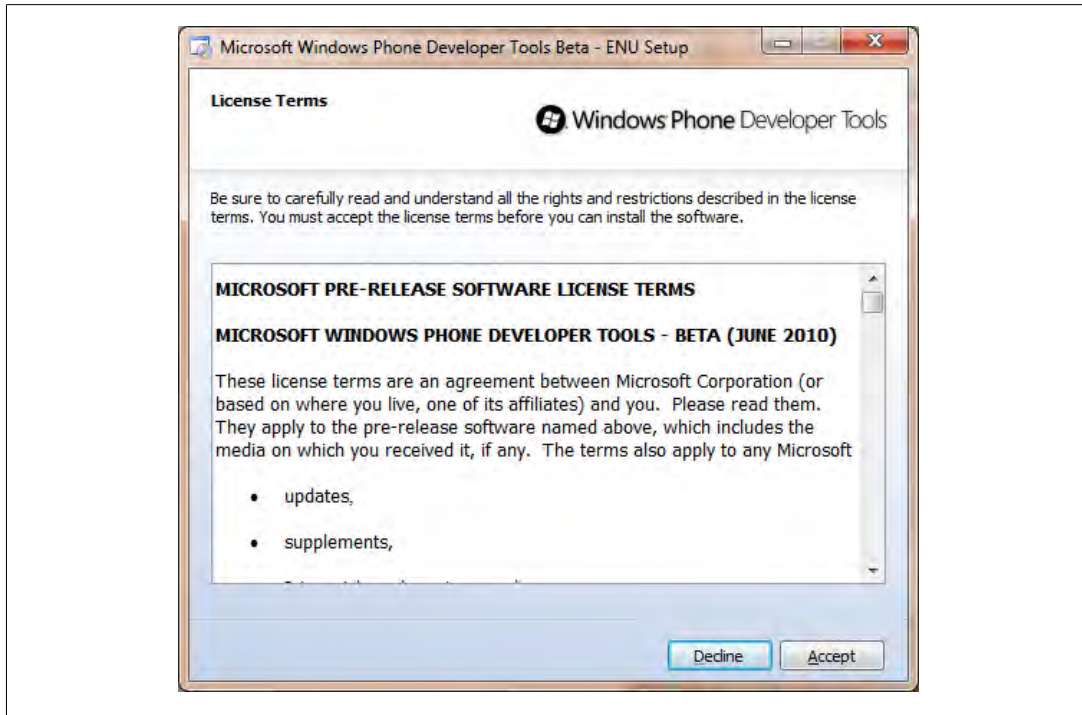 Microsoft Windows Phone Developer Tools Beta - ENU Setup
License Terms
Windows Phone Developer Tools
Be sure to carefully read and understand all the rights and restrictions described in the license
terms. You must accept the license terms before you can install the software.
MICROSOFT PRE-RELEASE SOFTWARE LICENSE TERMS
MICROSOFT WINDOWS PHONE DEVELOPER TOOLS - BETA (JUNE 2010)
These license terms are an agreement between Microsoft Corporation (or
based on where you live, one of its affiliates) and you. Please read them.
They apply to the pre-release software named above, which includes the
media on which you received it, if any. The terms also apply to any Microsoft
• updates,
• supplements,
Decline Accept